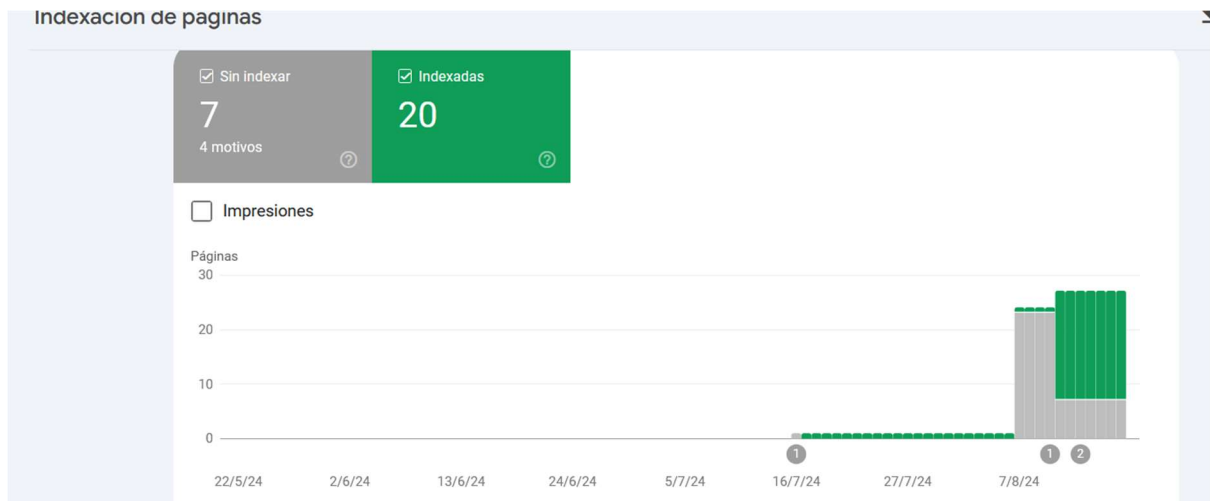 Indexación de páginas
Sin indexar
7
4 motivos
Indexadas
20
Impresiones
Páginas
30
20
10
0
1
1
2
22/5/24
2/6/24
13/6/24
24/6/24
5/7/24
16/7/24
27/7/24
7/8/24